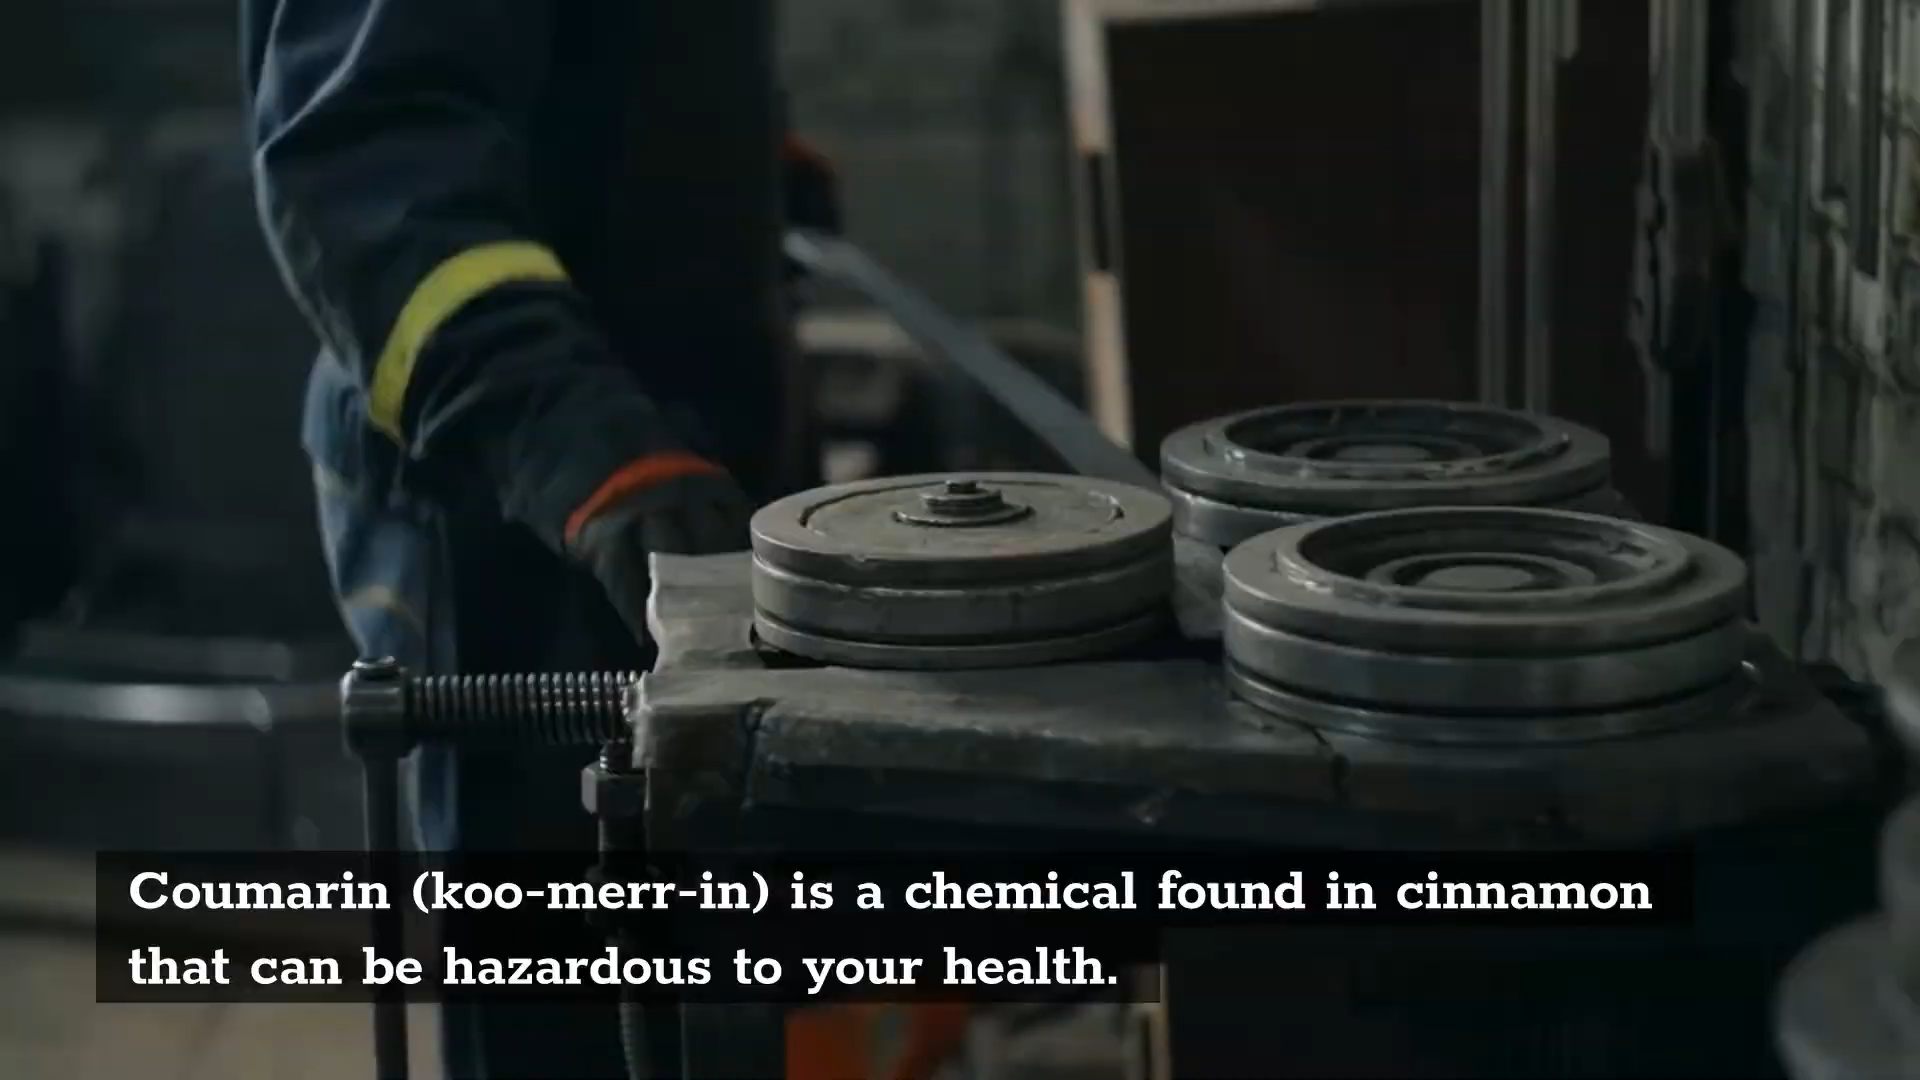 Coumarin (koo-merr-in) is a chemical found in cinnamon
that can be hazardous to your health.